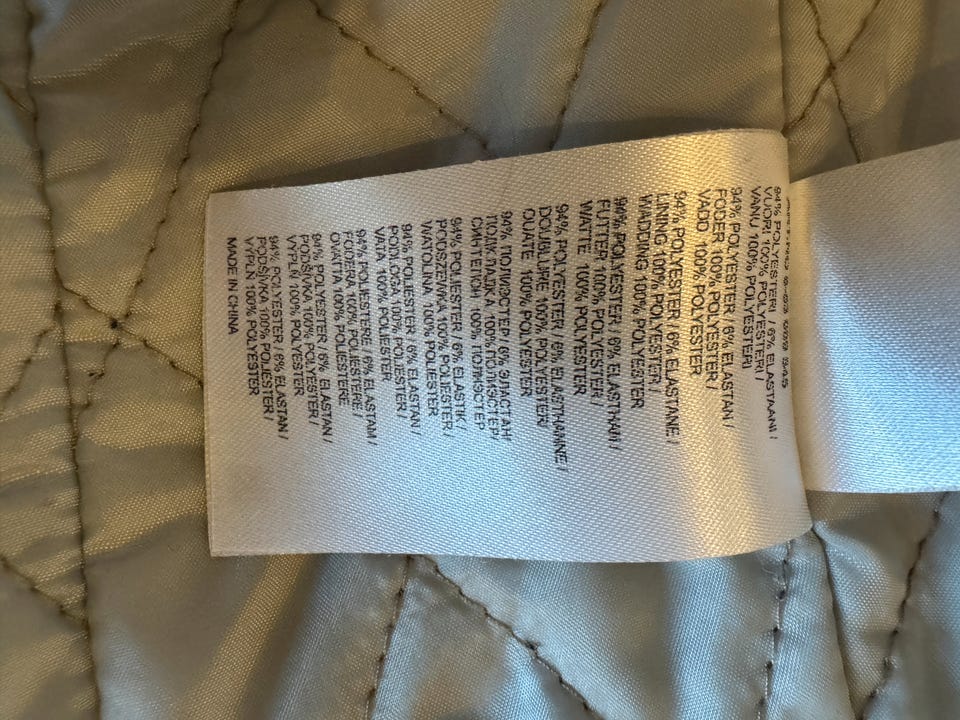 94% POLYESTERI / 6% ELASTAANI /
VUORI 100% POLYESTERI /
VANU 100% POLYESTERI
94% POLYESTER / 6% ELASTAN /
FODER 100% POLYESTER /
VADD 100% POLYESTER
94% POLYESTER / 6% ELASTANE /
LINING 100% POLYESTER /
WADDING 100% POLYESTER
94% POLYESTER / 6% ELASTHAN /
FUTTER 100% POLYESTER /
WATTE 100% POLYESTER
94% POLYESTER / 6% ELASTHANNE /
DOUBLURE 100% POLYESTER/
OUATE 100% POLYESTER
94% ПОЛИЭСТЕР / 6% ЭЛАСТАН/
ПОДКЛАДКА 100% ПОЛИЭСТЕР/
СИНТЕПОН 100% ПОЛИЭСТЕР
94% POLIESTER / 6% ELASTIK /
PODSZEWKA 100% POLIESTER /
WATOLINA 100% POLIESTER
94% POLIESTER / 6% ELASTAN /
PODLOGA 100% POLIESTER /
VATA 100% POLIESTER
94% POLIESTERE / 6% ELASTAM /
FODERA 100% POLIESTERE /
OVATTA 100% POLIESTERE
94% POLYESTER / 6% ELASTAN /
PODŠÍVKA 100% POLYESTER /
VÝPLŇ 100% POLYESTER
94% POLYESTER / 6% ELASTAN /
PODŠÍVKA 100% POLIESTER /
VÝPLŇ 100% POLYESTER
MADE IN CHINA